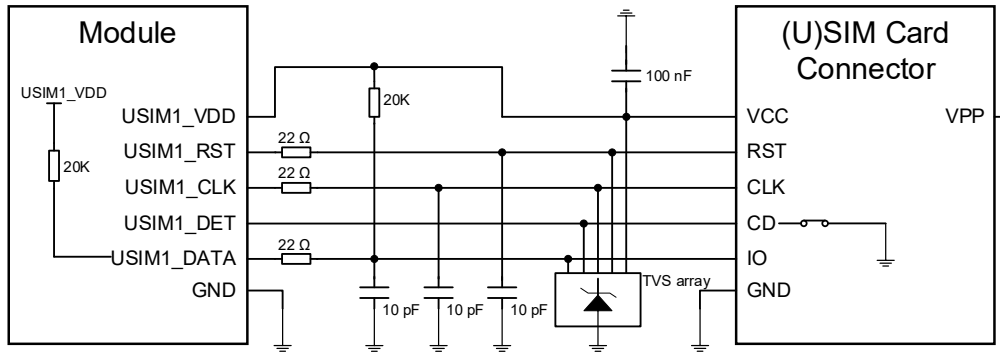 Module
(U)SIM Card
Connector
100 nF
USIM1_VDD
20K
USIM1_VDD
VCC
VPP
22 Ω
USIM1_RST
RST
20K
22 Ω
USIM1_CLK
CLK
USIM1_DET
CD
22 Ω
USIM1_DATA
IO
TVS array
GND
GND
10 pF
10 pF
10 pF